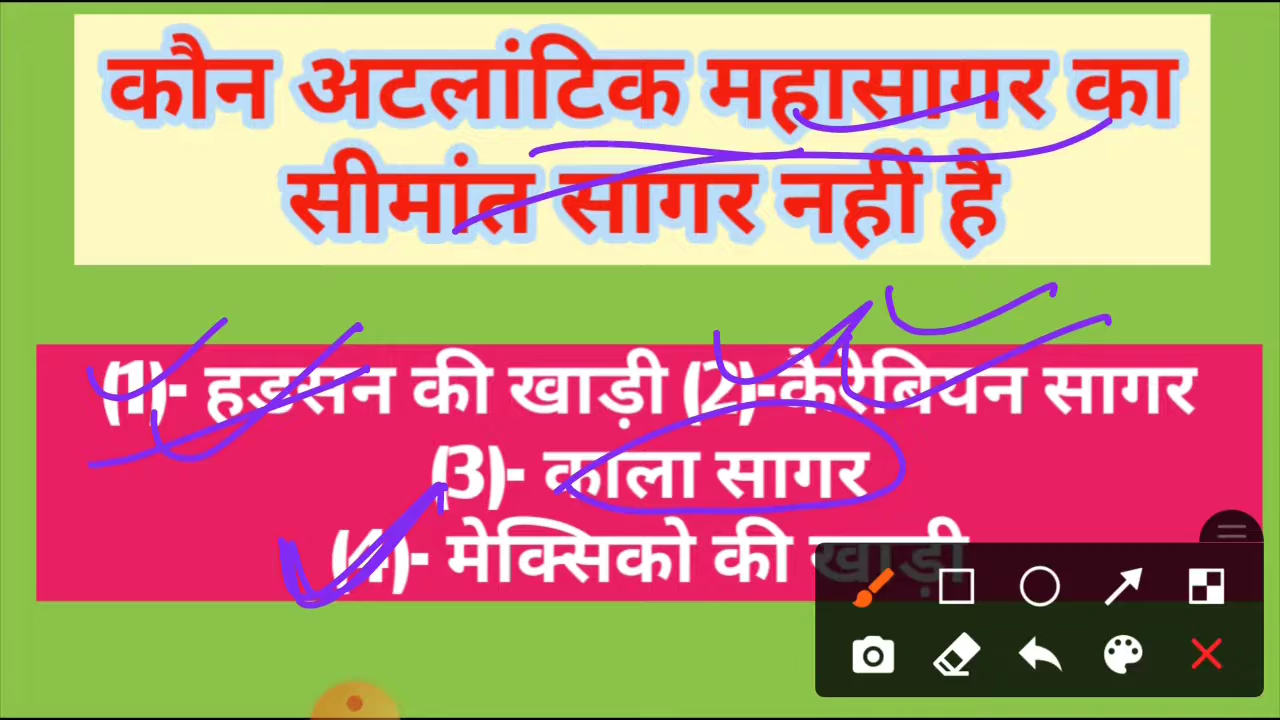 कौन अटलांटिक महासागर का
सीमांत सागर नहीं है
(1)- हडसन की खाड़ी (2)-कैरेबियन सागर
(3)- काला सागर
(4)- मेक्सिको की खाड़ी